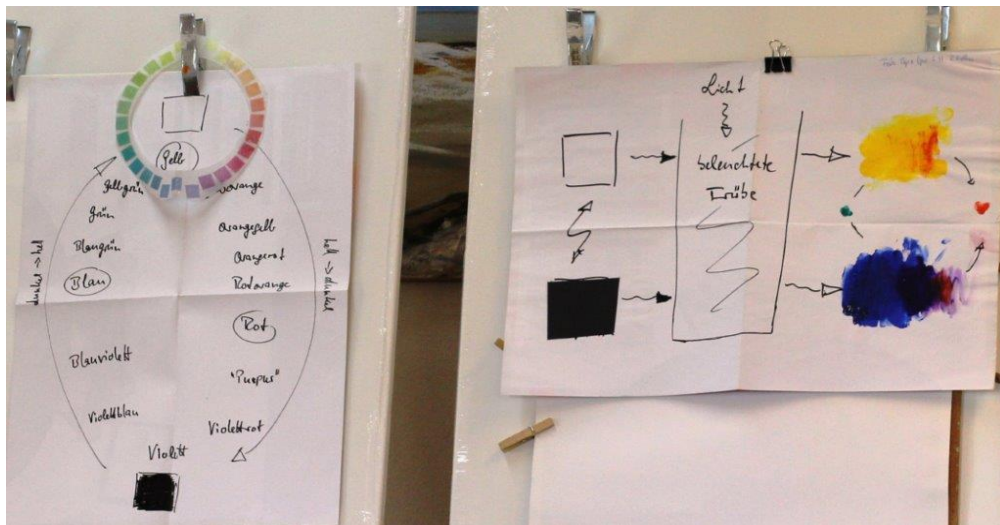 Gelb
Gelbgrün
Grün
Blaugrün
Blau
Blauviolett
Violettblau
Violett
orange
Orangegelb
Orangerot
Rotorange
Rot
"Purpur"
Violettrot
dunkel → hell
hell → dunkel
Licht
beleuchtete
Trübe